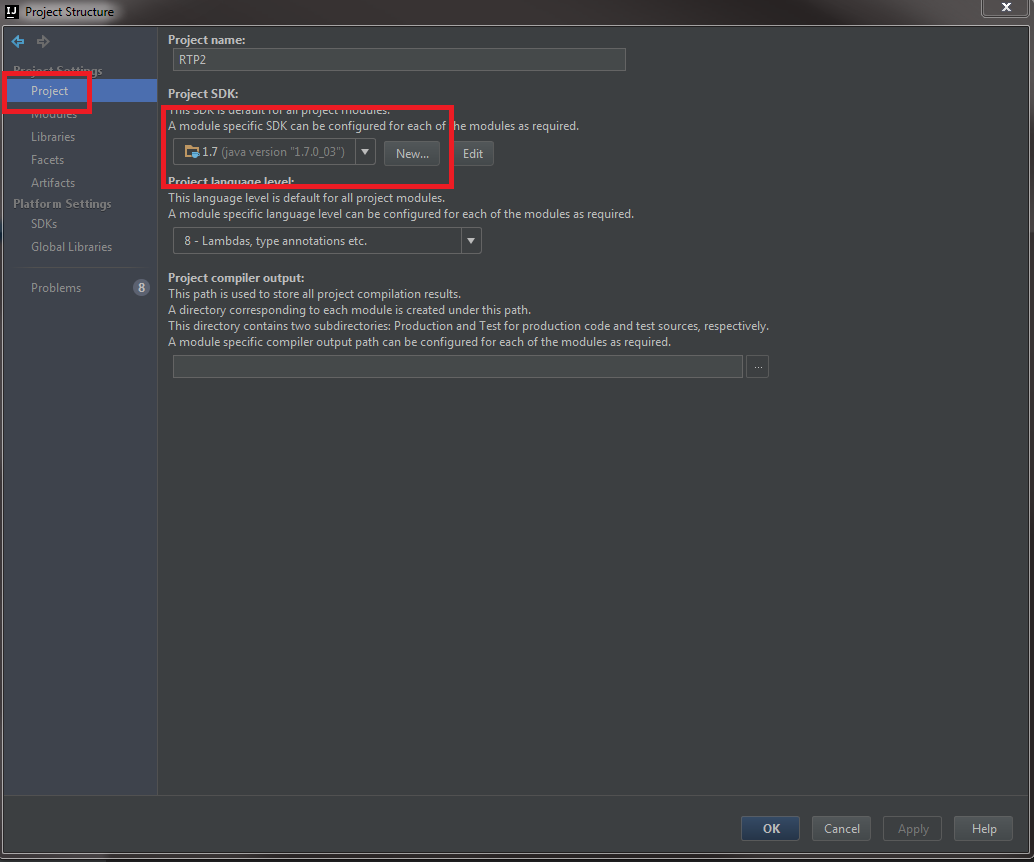 Project Structure
Project Settings
Project
Modules
Libraries
Facets
Artifacts
Platform Settings
SDKs
Global Libraries
Problems 8
Project name:
RTP2
Project SDK:
This SDK is default for all project modules.
A module specific SDK can be configured for each of the modules as required.
1.7 (java version "1.7.0_03") New... Edit
Project language level:
This language level is default for all project modules.
A module specific language level can be configured for each of the modules as required.
8 - Lambdas, type annotations etc.
Project compiler output:
This path is used to store all project compilation results.
A directory corresponding to each module is created under this path.
This directory contains two subdirectories: Production and Test for production code and test sources, respectively.
A module specific compiler output path can be configured for each of the modules as required.
...
OK Cancel Apply Help